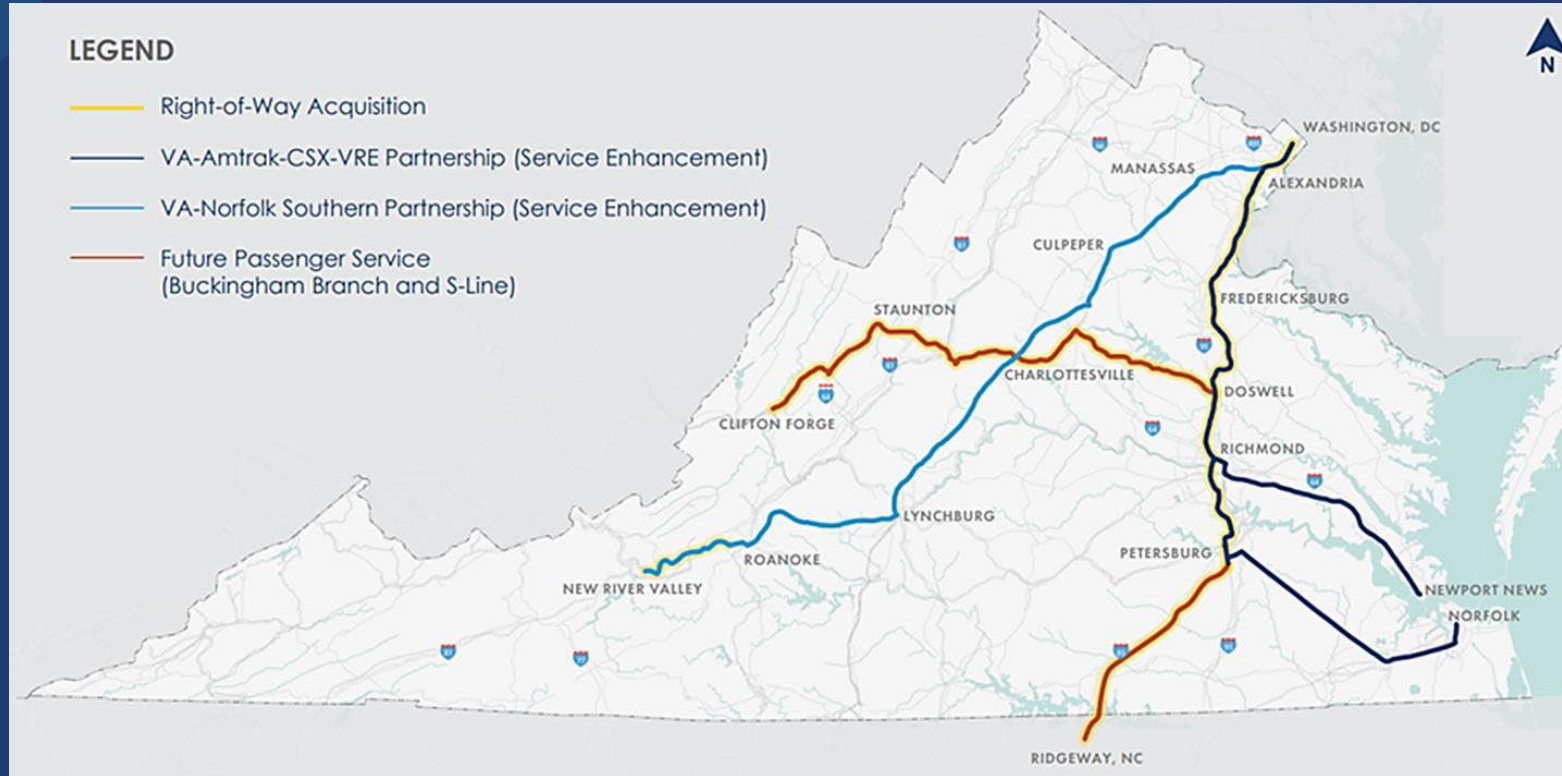 LEGEND
Right-of-Way Acquisition
VA-Amtrak-CSX-VRE Partnership (Service Enhancement)
VA-Norfolk Southern Partnership (Service Enhancement)
Future Passenger Service
(Buckingham Branch and S-Line)
N
WASHINGTON, DC
MANASSAS
ALEXANDRIA
CULPEPER
FREDERICKSBURG
STAUNTON
CHARLOTTESVILLE
DOSWELL
CLIFTON FORGE
RICHMOND
LYNCHBURG
PETERSBURG
ROANOKE
NEW RIVER VALLEY
NEWPORT NEWS
NORFOLK
RIDGEWAY, NC